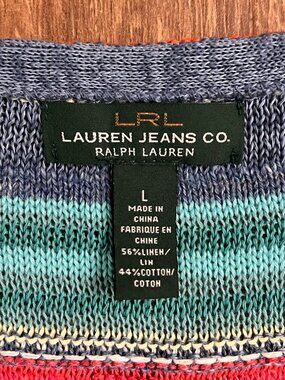 LRL
LAUREN JEANS CO.
RALPH LAUREN
L
MADE IN
CHINA
FABRIQUE EN
CHINE
56%LINEN/
LIN
44%COTTON/
COTON